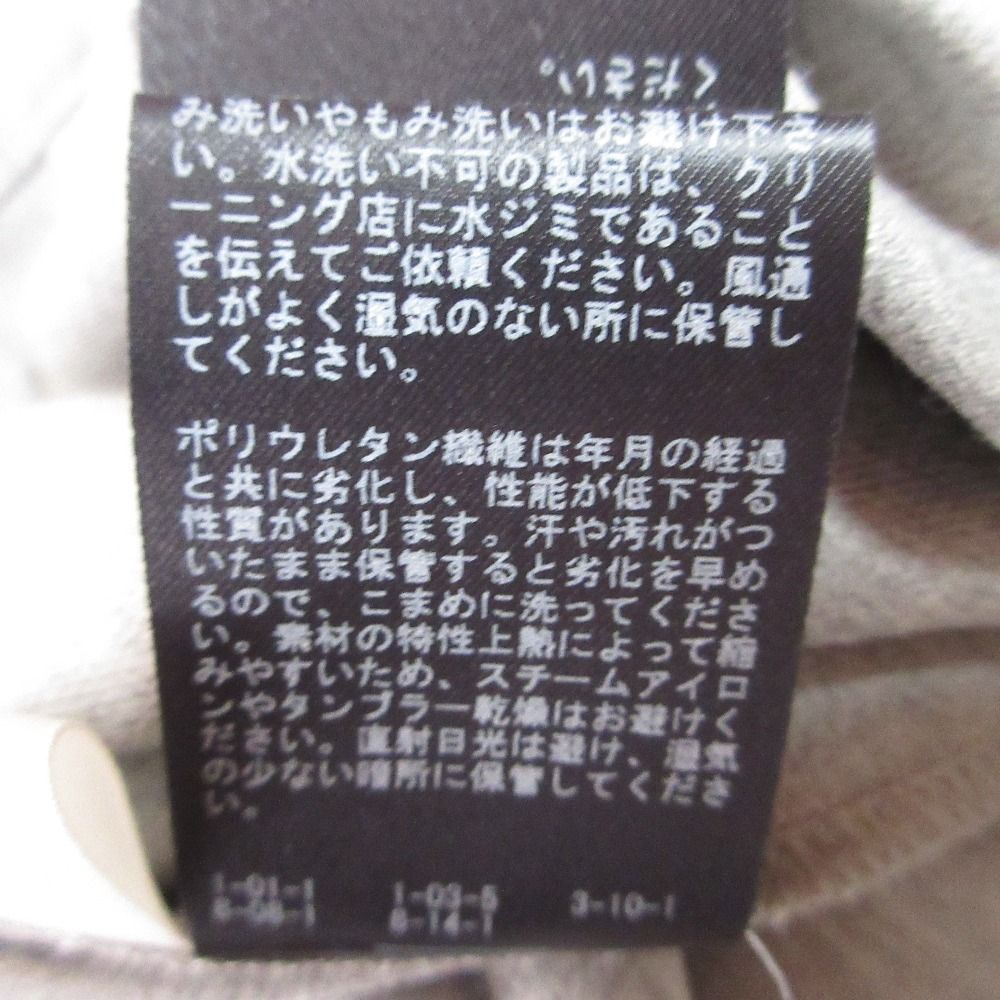 ください。
み洗いやもみ洗いはお避け下さ
い。水洗い不可の製品は、クリ
ーニング店に水ジミであること
を伝えてご依頼ください。風通
しがよく湿気のない所に保管し
てください。
ポリウレタン繊維は年月の経過
と共に劣化し、性能が低下する
性質があります。汗や汚れがつ
いたまま保管すると劣化を早め
るので、こまめに洗ってくださ
い。素材の特性上熱によって縮
みやすいため、スチームアイロ
ンやタンブラー乾燥はお避けく
ださい。直射日光は避け、湿気
の少ない暗所に保管してくださ
い。
1-01-1 1-03-5 3-10-1
6-14-1